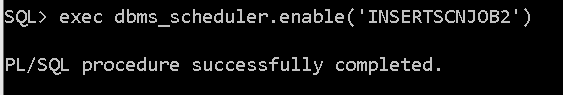 SQL> exec dbms_scheduler.enable('INSERTSCNJOB2')
PL/SQL procedure successfully completed.